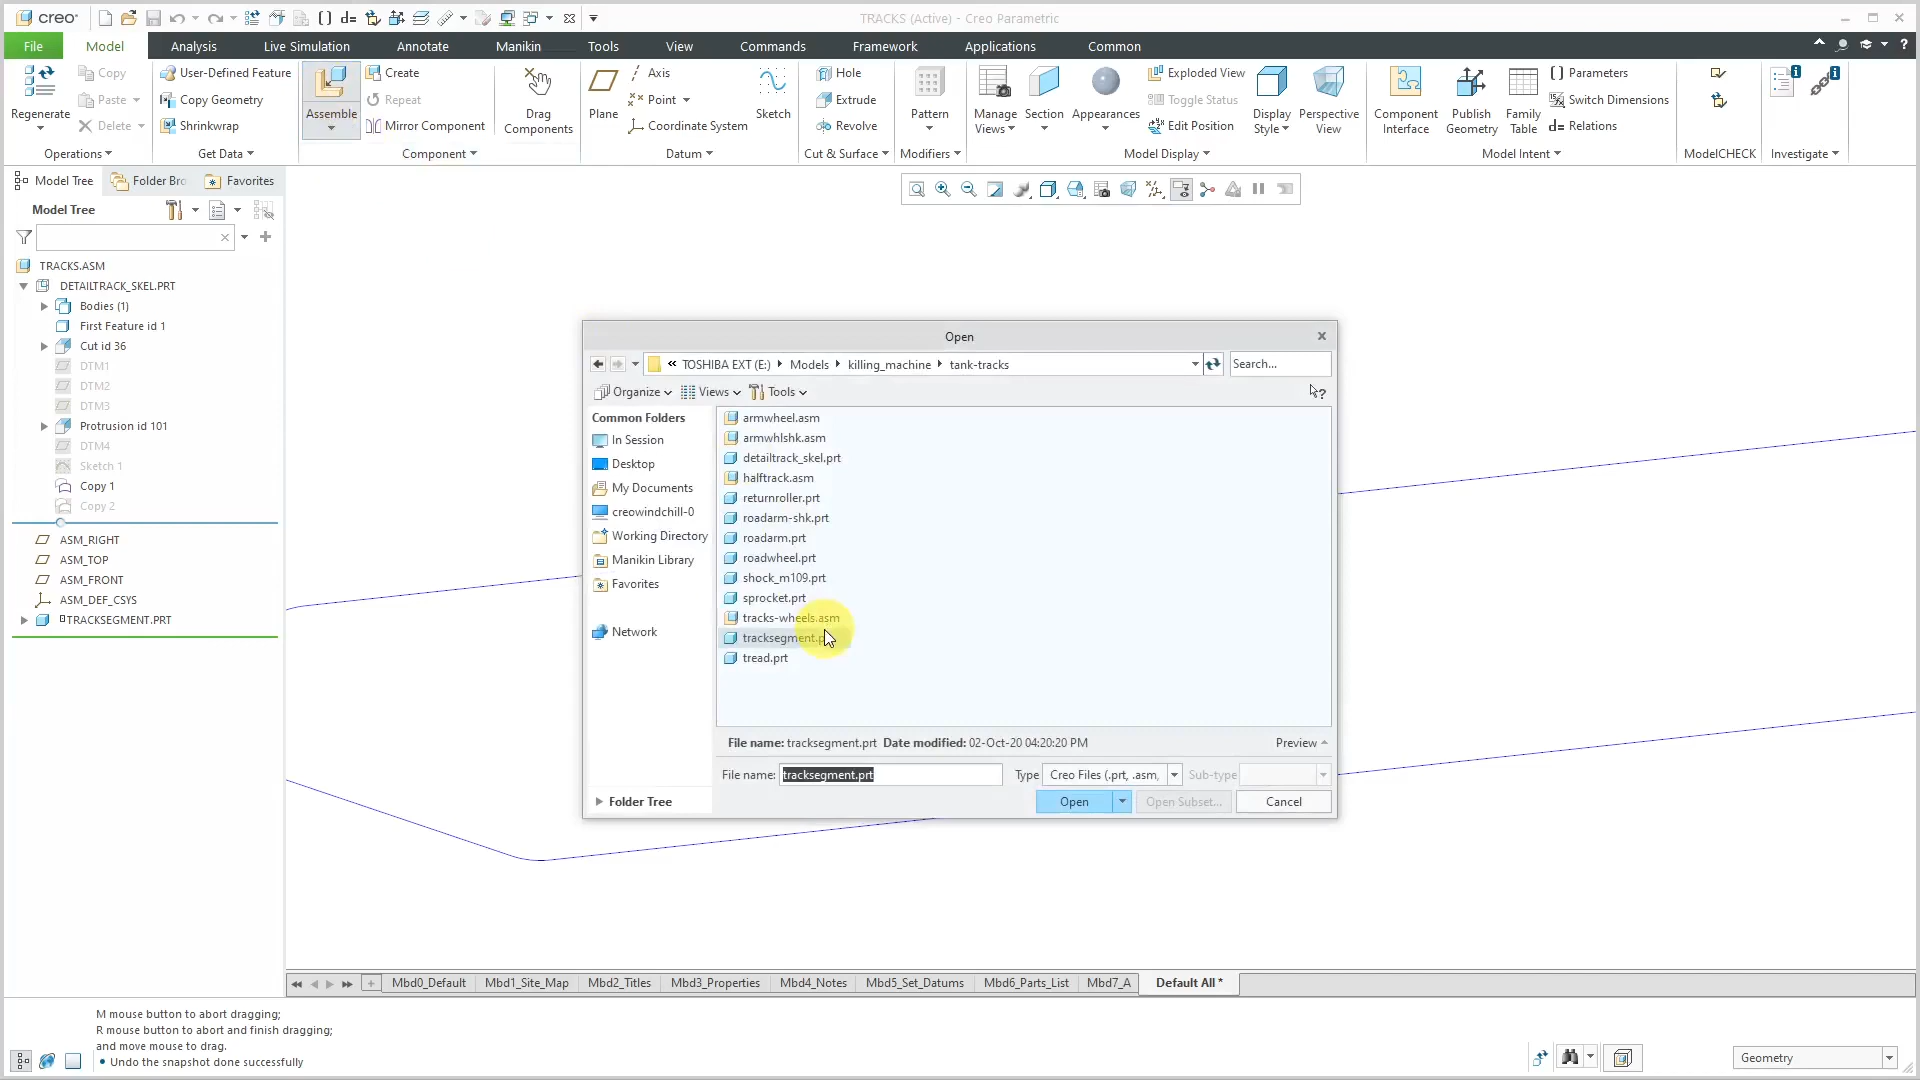 creo
TRACKS (Active) - Creo Parametric
File
Model
Analysis
Live Simulation
Annotate
Manikin
Tools
View
Commands
Framework
Applications
Common
Regenerate
Copy
Paste
Delete
Operations
User-Defined Feature
Copy Geometry
Shrinkwrap
Get Data
Assemble
Create
Repeat
Mirror Component
Component
Drag
Components
Plane
Axis
Point
Coordinate System
Sketch
Datum
Hole
Extrude
Revolve
Cut & Surface
Pattern
Modifiers
Manage
Views
Section
Appearances
Exploded View
Toggle Status
Edit Position
Display
Style
Perspective
View
Model Display
Component
Interface
Publish
Geometry
Family
Table
Parameters
Switch Dimensions
d= Relations
Model Intent
ModelCHECK
Investigate
Model Tree
Folder Bro
Favorites
Model Tree
TRACKS.ASM
DETAILTRACK_SKEL.PRT
Bodies (1)
First Feature id 1
Cut id 36
DTM1
DTM2
DTM3
Protrusion id 101
DTM4
Sketch 1
Copy 1
Copy 2
ASM_RIGHT
ASM_TOP
ASM_FRONT
ASM_DEF_CSYS
TRACKSEGMENT.PRT
Open
« TOSHIBA EXT (E:)
Models
killing_machine
tank-tracks
Search...
Organize
Views
Tools
Common Folders
In Session
Desktop
My Documents
creowindchill-0
Working Directory
Manikin Library
Favorites
Network
Folder Tree
armwheel.asm
armwhlshk.asm
detailtrack_skel.prt
halftrack.asm
returnroller.prt
roadarm-shk.prt
roadarm.prt
roadwheel.prt
shock_m109.prt
sprocket.prt
tracks-wheels.asm
tracksegment.p
tread.prt
File name: tracksegment.prt Date modified: 02-Oct-20 04:20:20 PM
Preview
File name: tracksegment.prt
Type Creo Files (.prt, .asm,
Sub-type
Open
Open Subset...
Cancel
Mbd0_Default
Mbd1_Site_Map
Mbd2_Titles
Mbd3_Properties
Mbd4_Notes
Mbd5_Set_Datums
Mbd6_Parts_List
Mbd7_A
Default All *
M mouse button to abort dragging;
R mouse button to abort and finish dragging;
and move mouse to drag.
• Undo the snapshot done successfully
Geometry